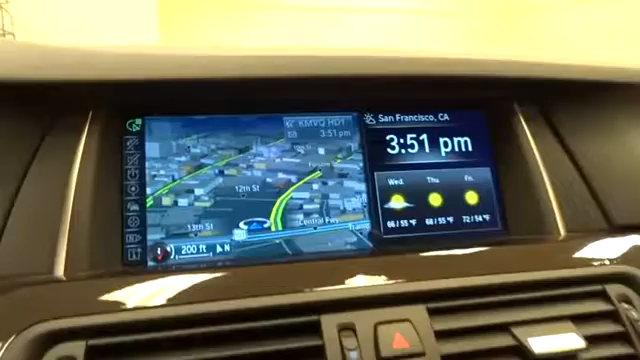 KMVQ HD1
3:51 pm
12th St
13th St
Central Fwy
200 ft
N
San Francisco, CA
3:51 pm
Wed Thu Fri
66 / 55 °F 68 / 55 °F 72 / 54 °F